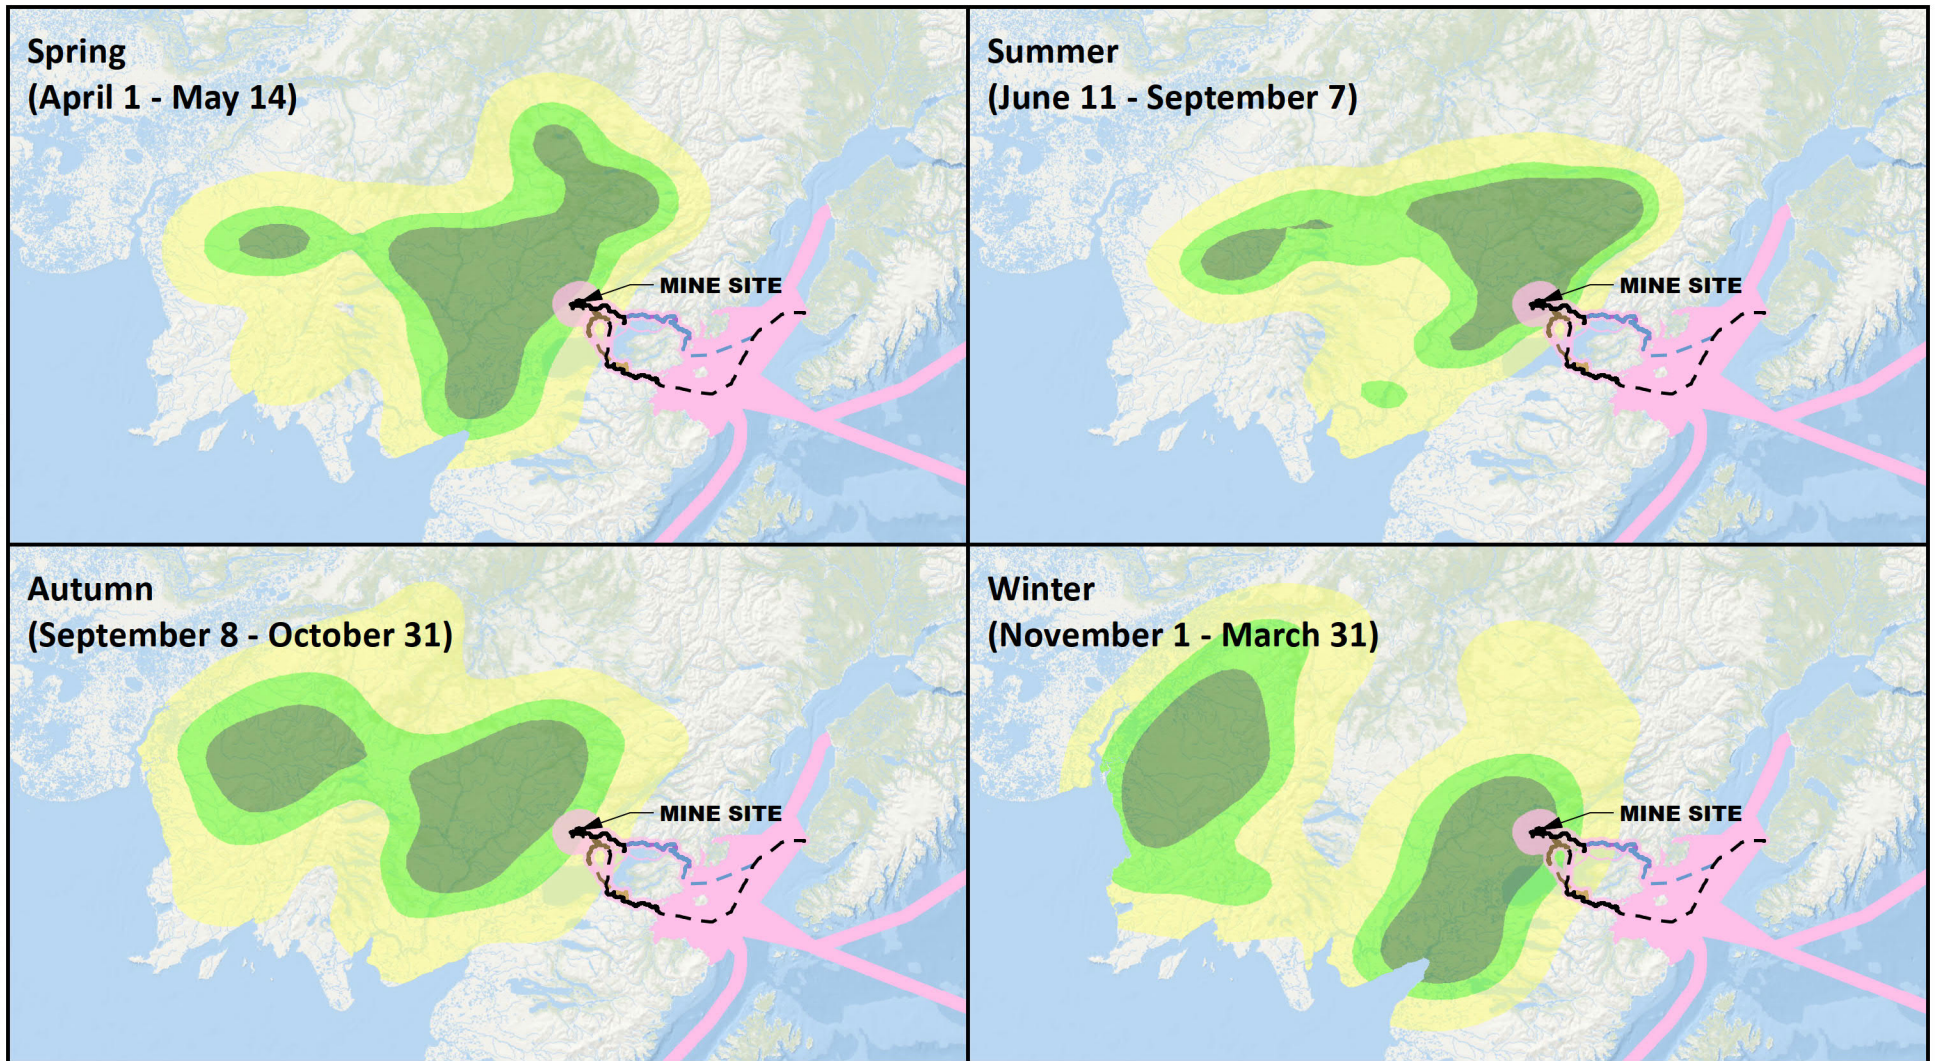 Spring
(April 1 - May 14)
MINE SITE
Summer
(June 11 - September 7)
MINE SITE
Autumn
(September 8 - October 31)
MINE SITE
Winter
(November 1 - March 31)
MINE SITE